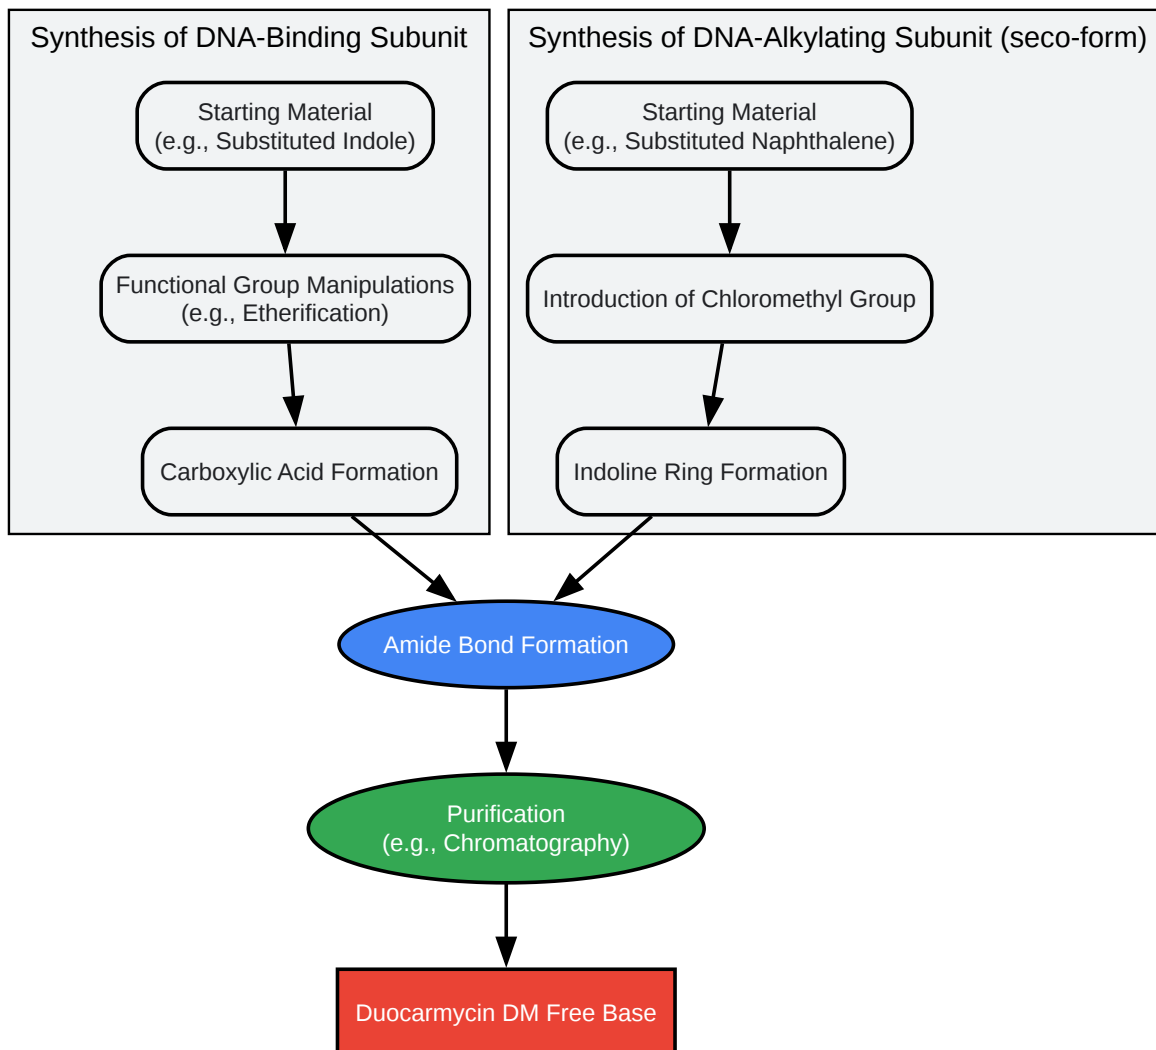 Synthesis of DNA-Binding Subunit
Starting Material
(e.g., Substituted Indole)
Functional Group Manipulations
(e.g., Etherification)
Carboxylic Acid Formation
Synthesis of DNA-Alkylating Subunit (seco-form)
Starting Material
(e.g., Substituted Naphthalene)
Introduction of Chloromethyl Group
Indoline Ring Formation
Amide Bond Formation
Purification
(e.g., Chromatography)
Duocarmycin DM Free Base